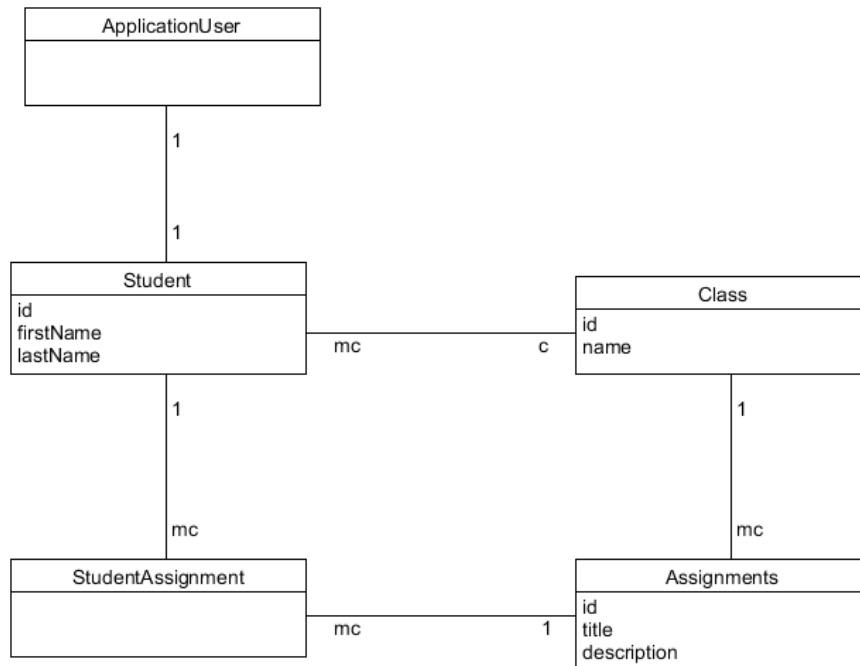 ApplicationUser
1
1
Student
id
firstName
lastName
mc
c
Class
id
name
1
mc
1
mc
StudentAssignment
mc
1
Assignments
id
title
description